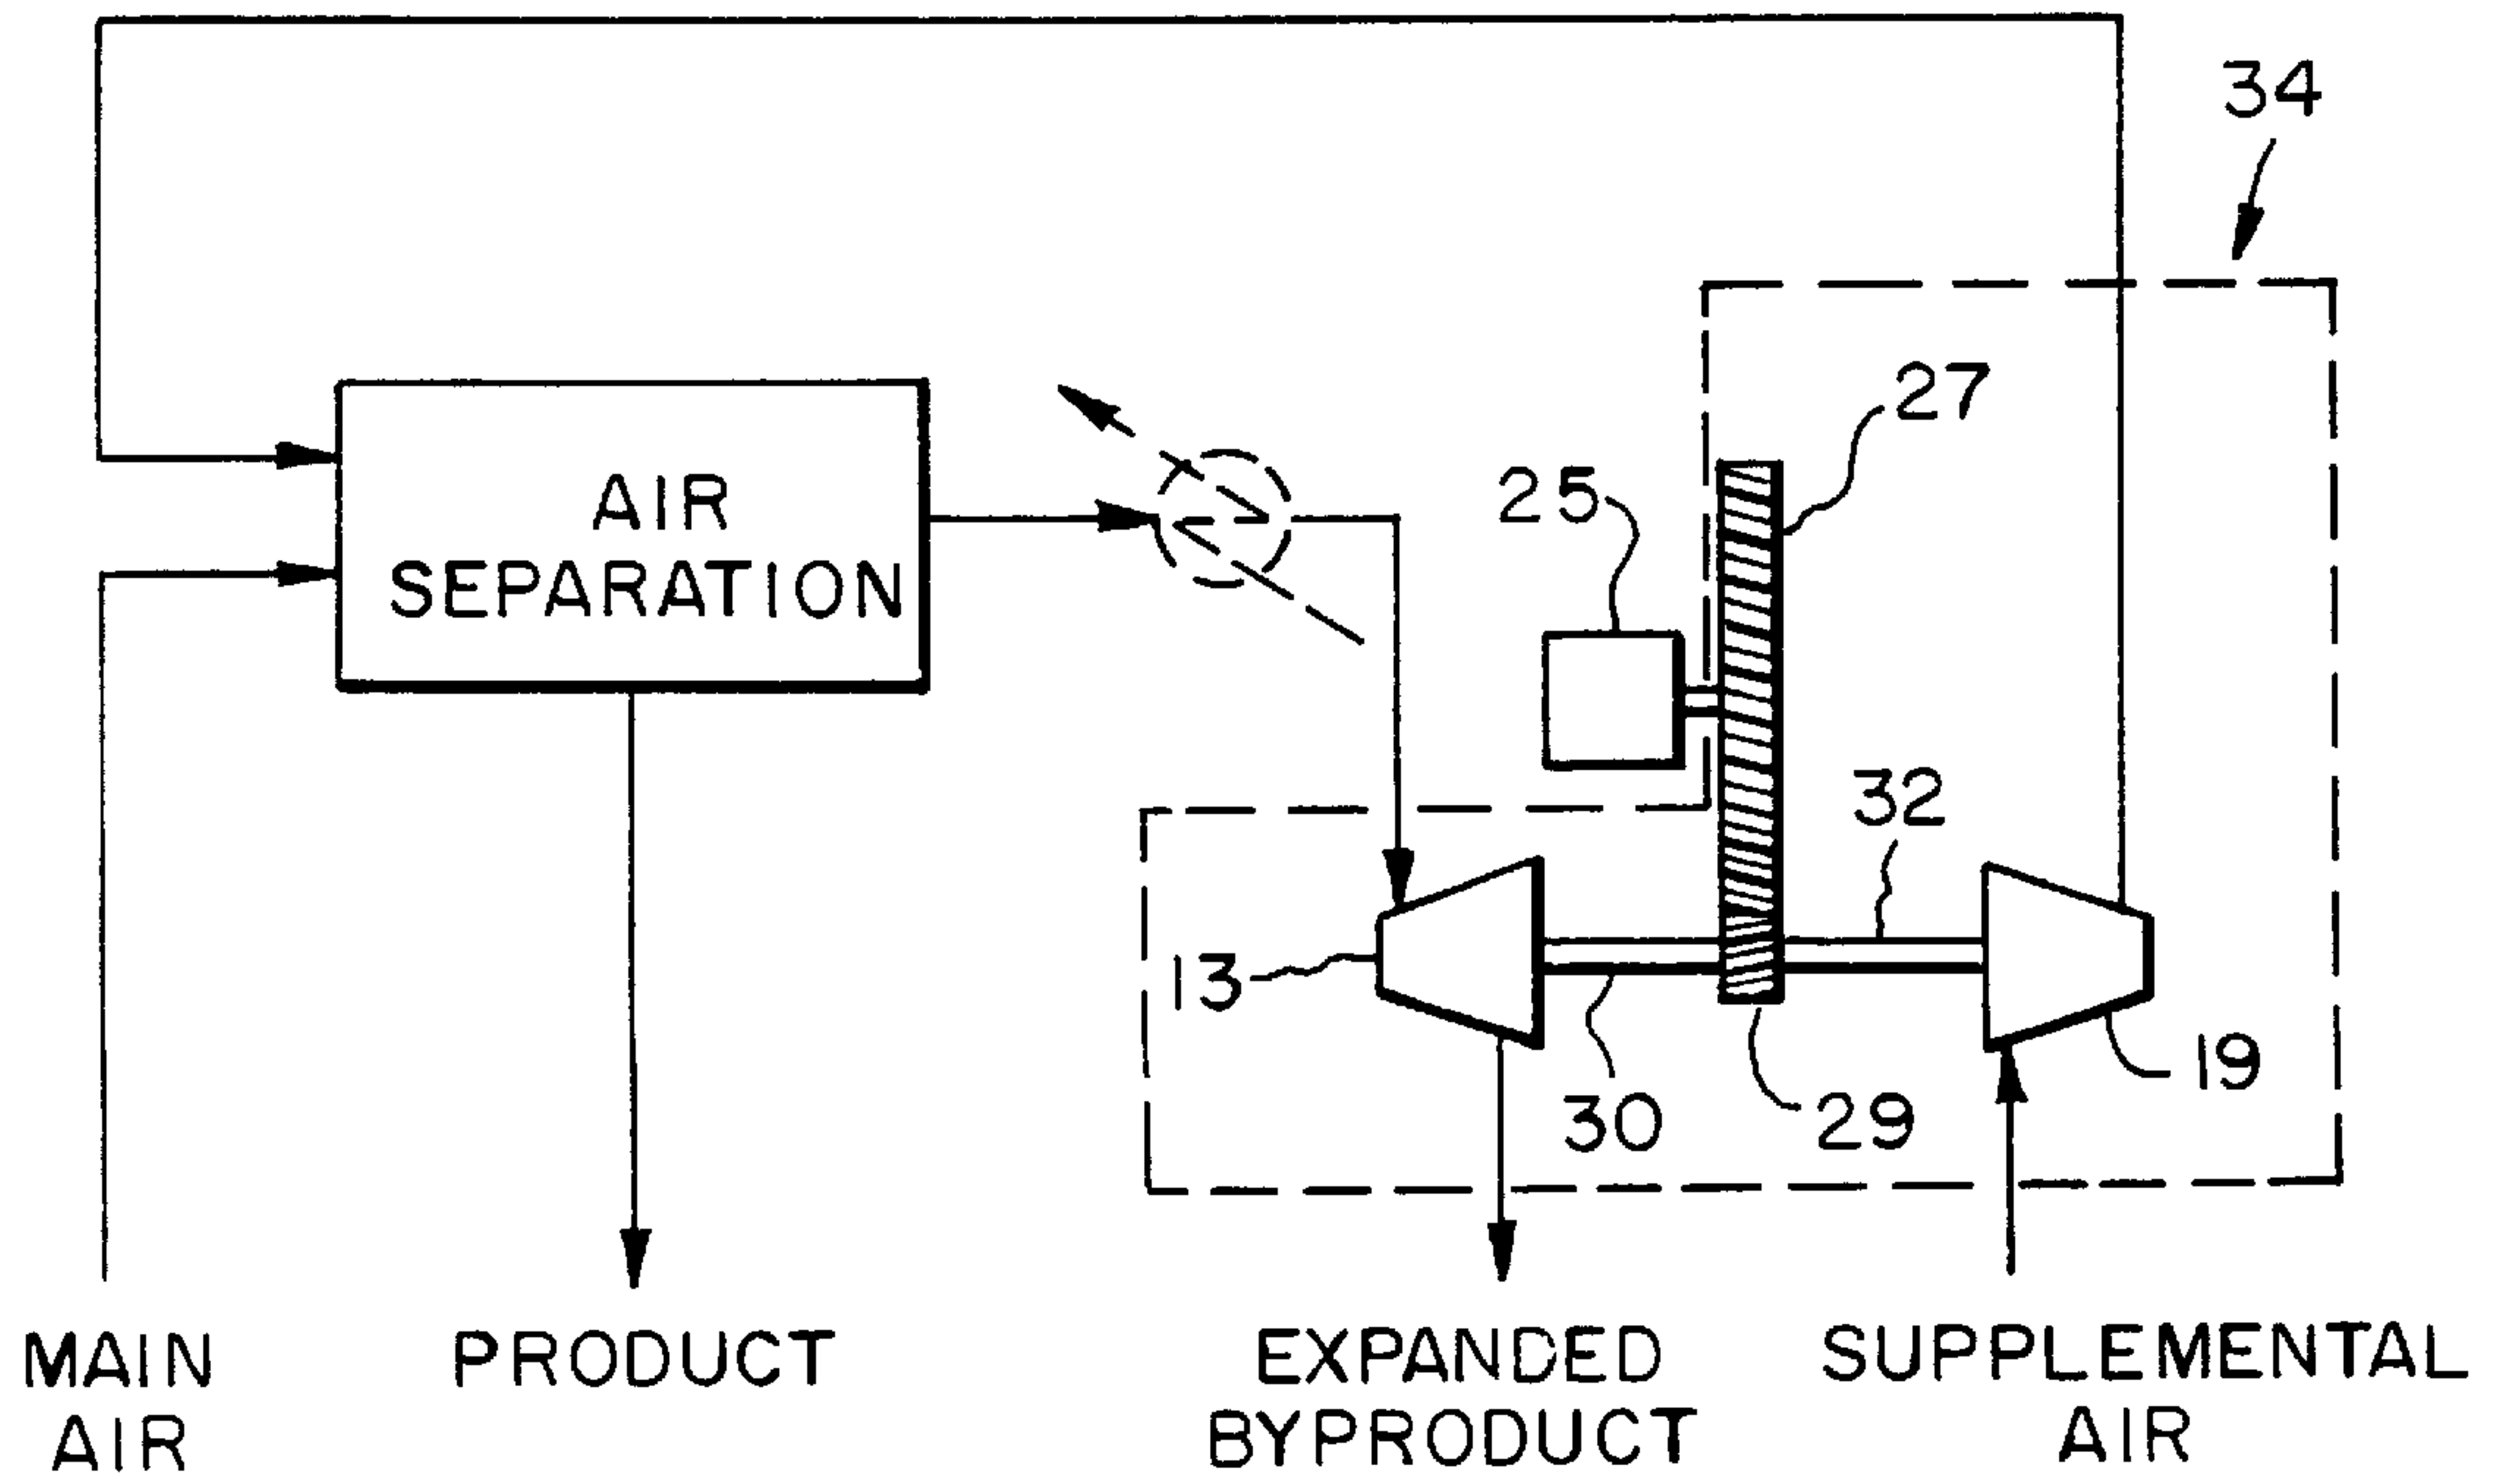 34
27
25
AIR
SEPARATION
32
13
19
30
29
MAIN
AIR
PRODUCT
EXPANDED
BYPRODUCT
SUPPLEMENTAL
AIR